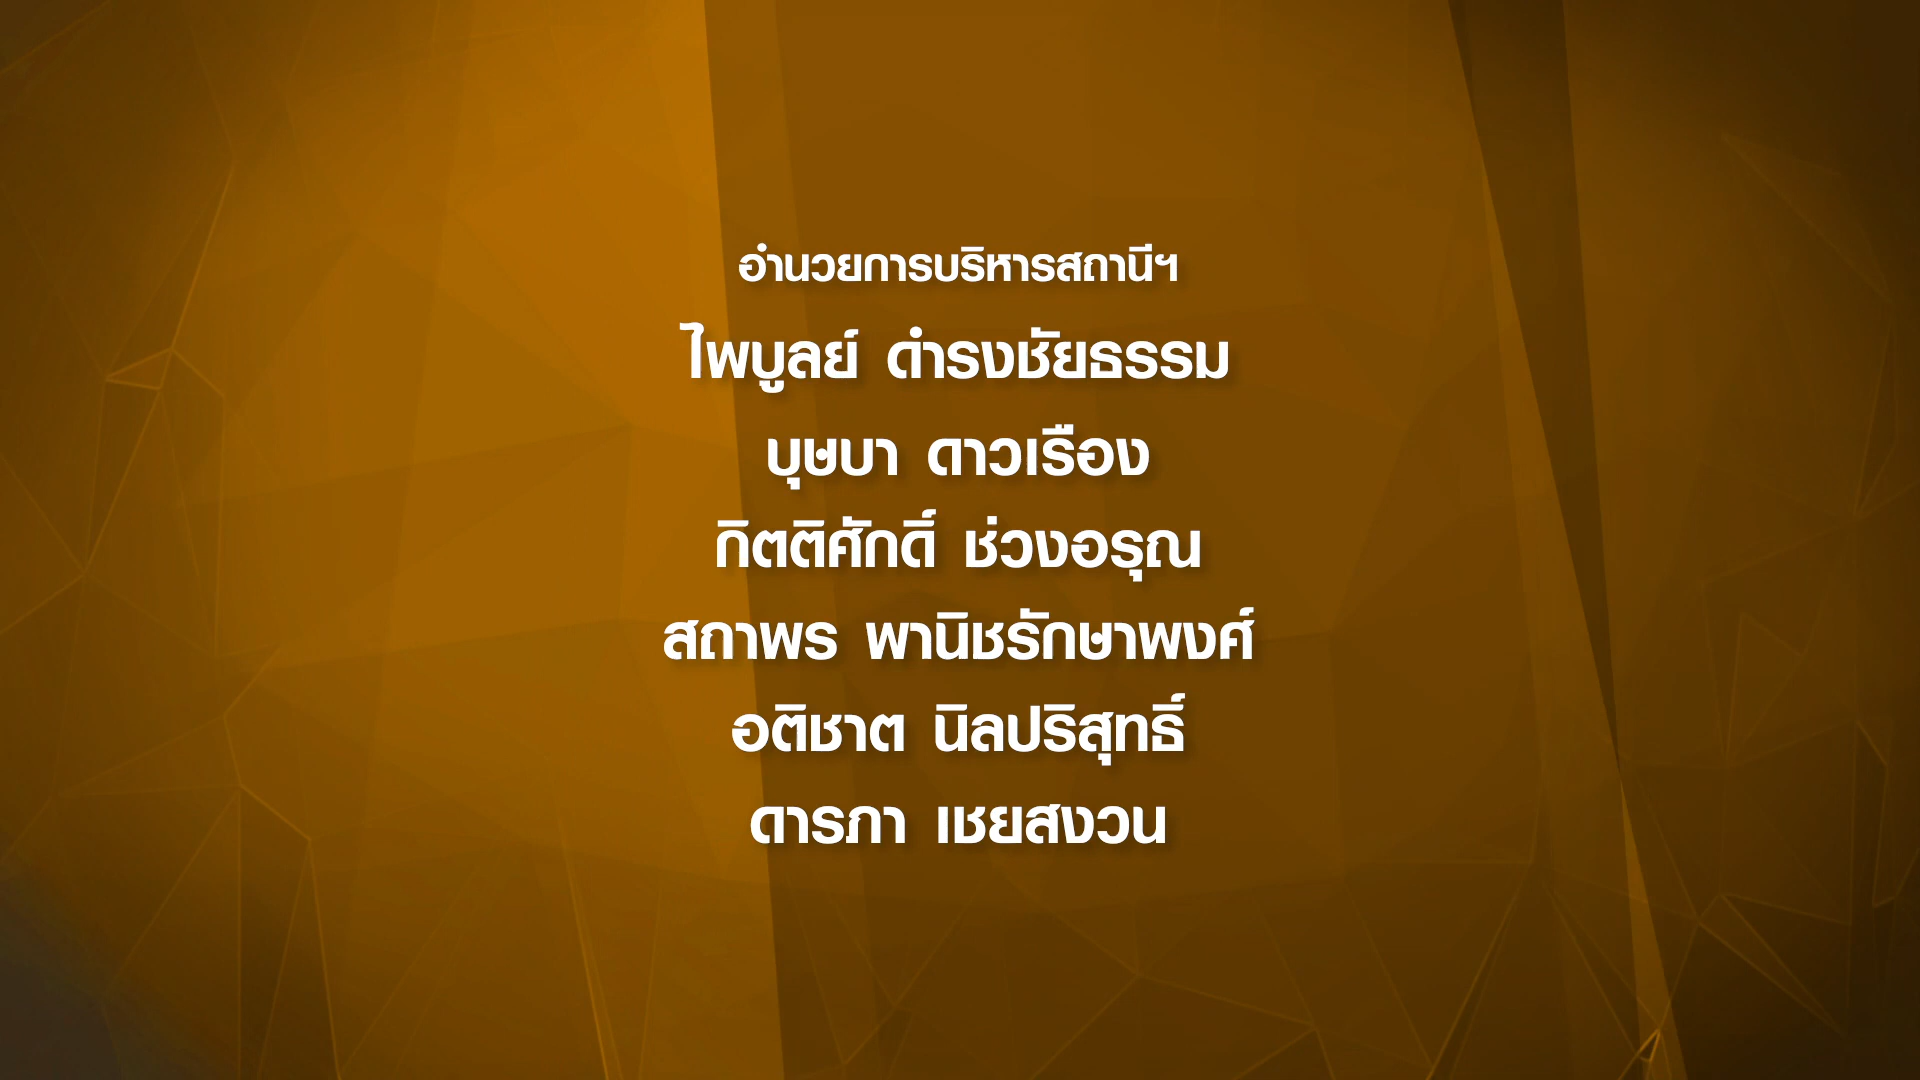 อำนวยการบริหารสถานีฯ
ไพบูลย์ ดำรงชัยธรรม
บุษบา ดาวเรือง
กิตติศักดิ์ ช่วงอรุณ
สถาพร พานิชรักษาพงศ์
อติชาต นิลปริสุทธิ์
ดารภา เชยสงวน